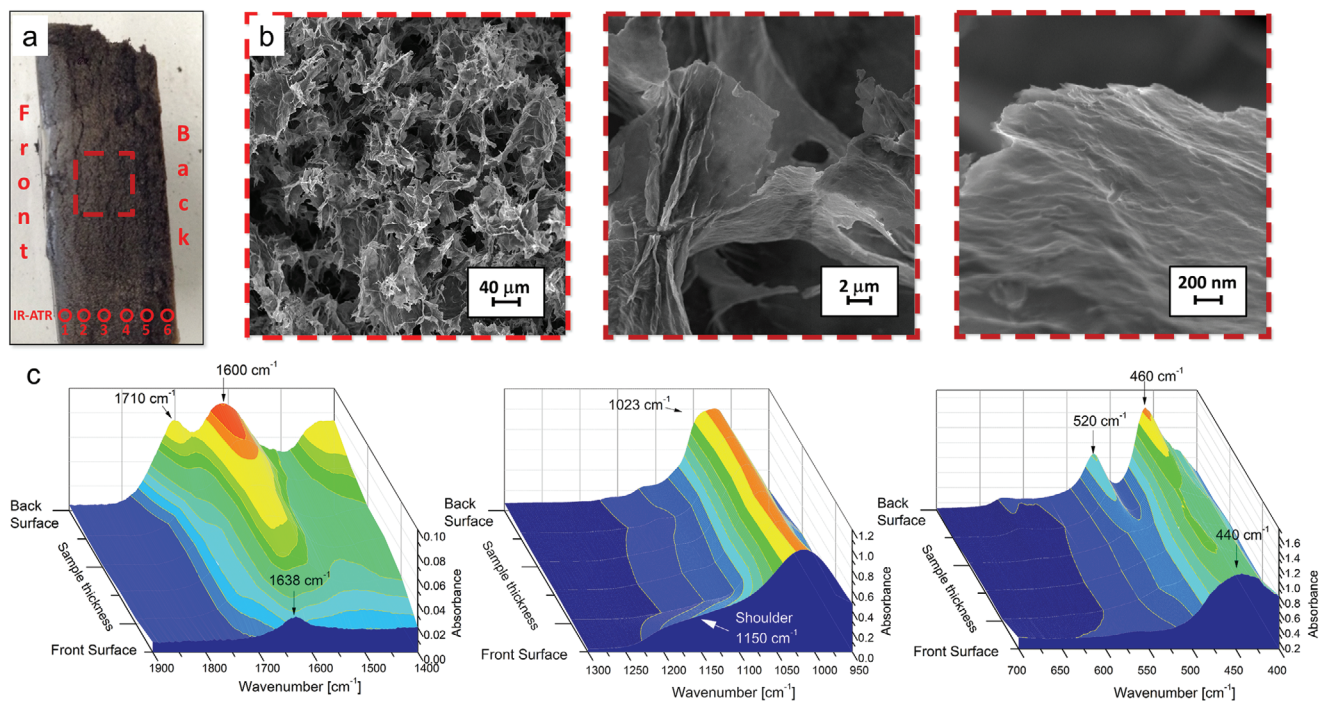 a
Front
Back
IR-ATR
1 2 3 4 5 6
b
40 μm
2 μm
200 nm
c
1710 cm⁻¹
1600 cm⁻¹
1638 cm⁻¹
Back
Surface
Sample thickness
Front Surface
1900 1800 1700 1600 1500 1400
Wavenumber [cm⁻¹]
0.10
0.08
0.06
0.04
0.02
0.00
Absorbance
1023 cm⁻¹
Shoulder
1150 cm⁻¹
Back
Surface
Sample thickness
Front Surface
1300 1250 1200 1150 1100 1050 1000 950
Wavenumber [cm⁻¹]
1.2
1.0
0.8
0.6
0.4
0.2
0.0
Absorbance
460 cm⁻¹
520 cm⁻¹
440 cm⁻¹
Back
Surface
Sample thickness
Front Surface
700 650 600 550 500 450 400
Wavenumber [cm⁻¹]
1.6
1.4
1.2
1.0
0.8
0.6
0.4
0.2
Absorbance